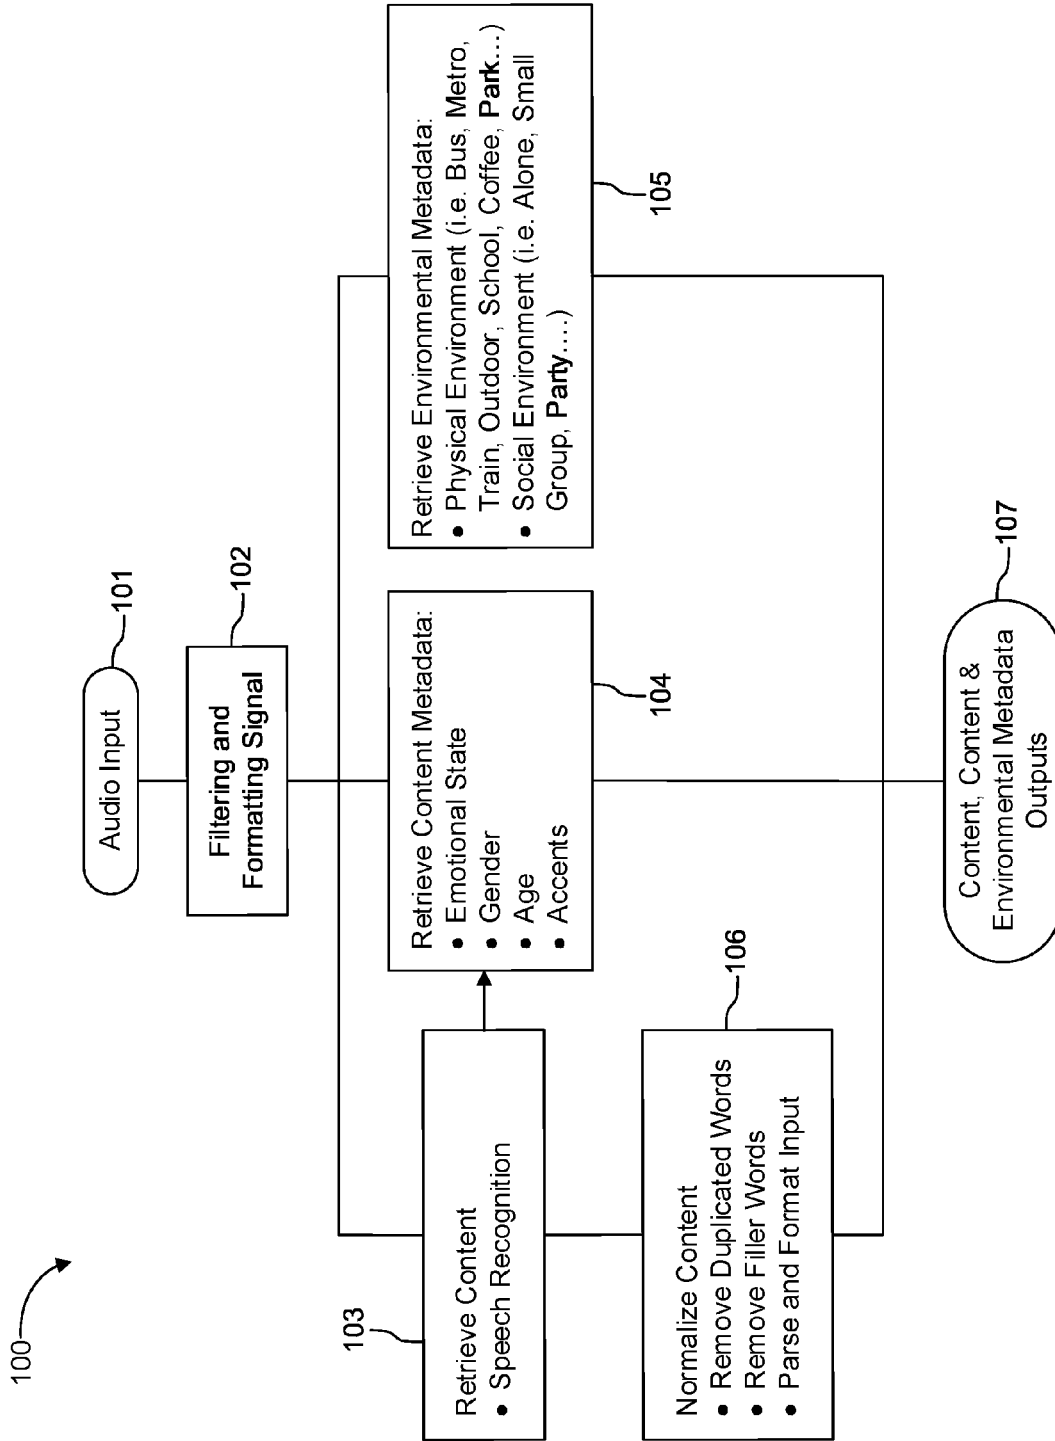 100
Audio Input
101
Filtering and
Formatting Signal
102
103
Retrieve Content
• Speech Recognition
Retrieve Content Metadata:
• Emotional State
• Gender
• Age
• Accents
104
Retrieve Environmental Metadata:
• Physical Environment (i.e. Bus, Metro,
Train, Outdoor, School, Coffee, Park...)
• Social Environment (i.e. Alone, Small
Group, Party....)
105
106
Normalize Content
• Remove Duplicated Words
• Remove Filler Words
• Parse and Format Input
Content, Content &
Environmental Metadata
Outputs
107